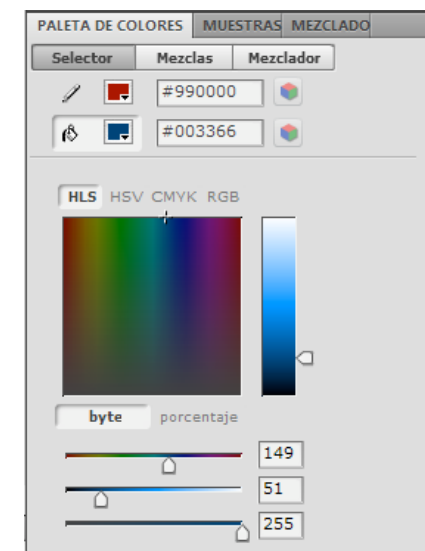 PALETA DE COLORES MUESTRAS MEZCLADO
Selector Mezclas Mezclador
#990000
#003366
HLS HSV CMYK RGB
byte porcentaje
149
51
255